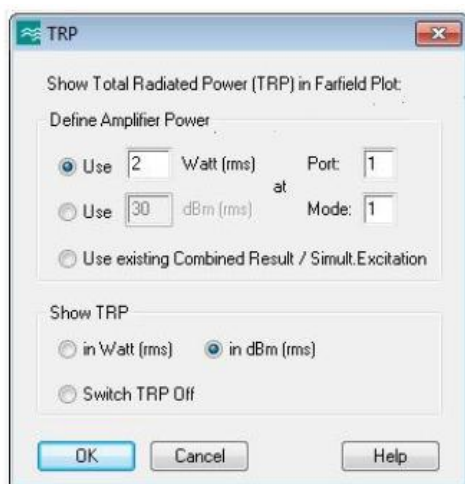 TRP
Show Total Radiated Power (TRP) in Farfield Plot:
Define Amplifier Power
Use 2 Watt (rms) Port: 1
at
Use 30 dBm (rms) Mode: 1
Use existing Combined Result / Simult.Excitation
Show TRP
in Watt (rms) in dBm (rms)
Switch TRP Off
OK Cancel Help